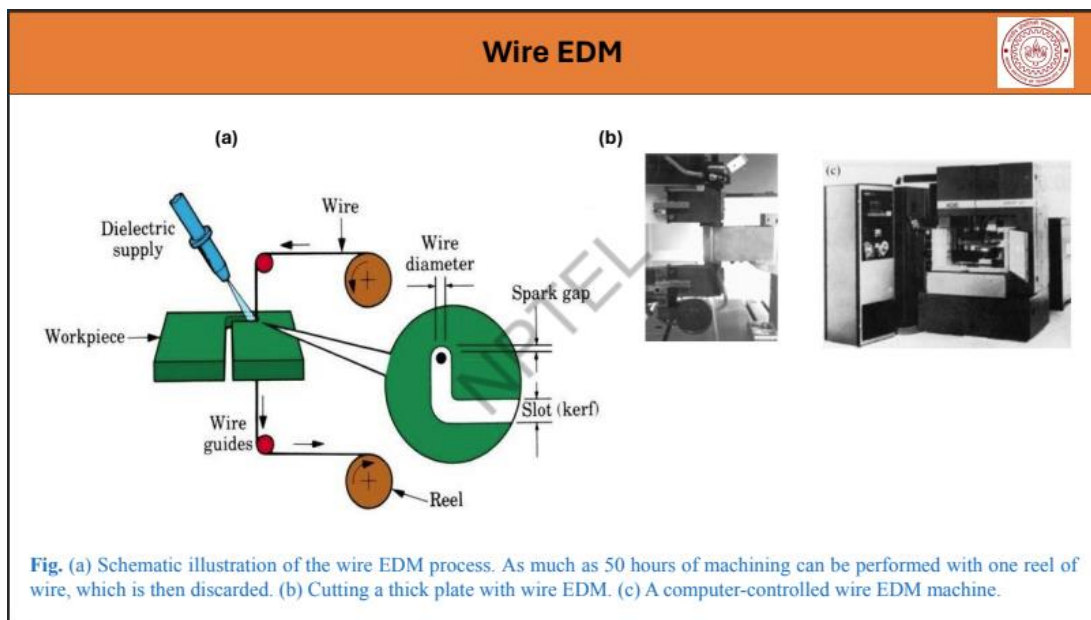 Wire EDM
(a)
Dielectric
supply
Wire
Wire
diameter
Spark gap
Workpiece
Slot (kerf)
Wire
guides
Reel
NPTEL
(b)
(c)
Fig. (a) Schematic illustration of the wire EDM process. As much as 50 hours of machining can be performed with one reel of
wire, which is then discarded. (b) Cutting a thick plate with wire EDM. (c) A computer-controlled wire EDM machine.